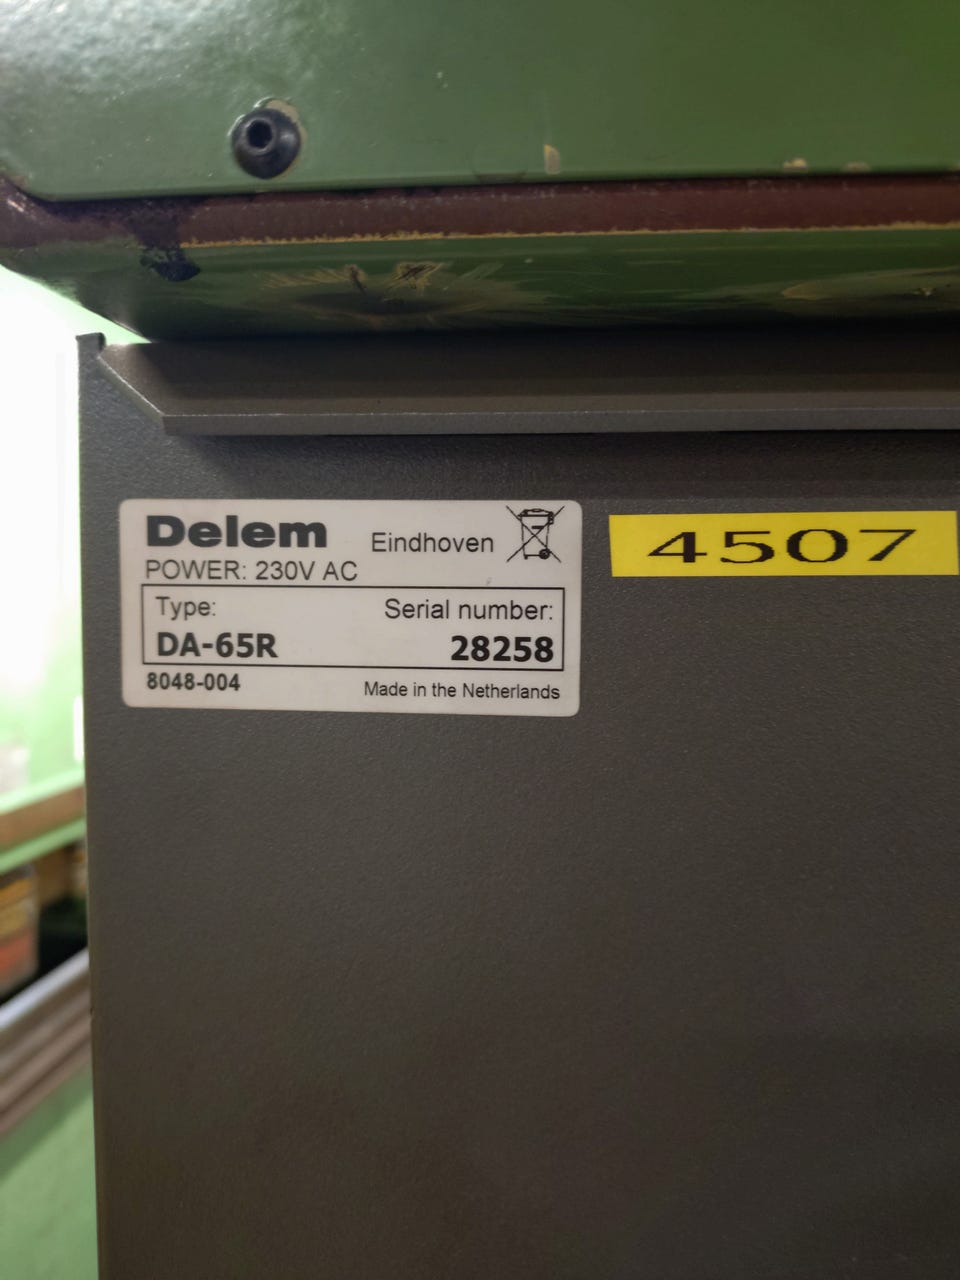 Delem Eindhoven
POWER: 230V AC
Type: Serial number:
DA-65R 28258
8048-004 Made in the Netherlands
4507